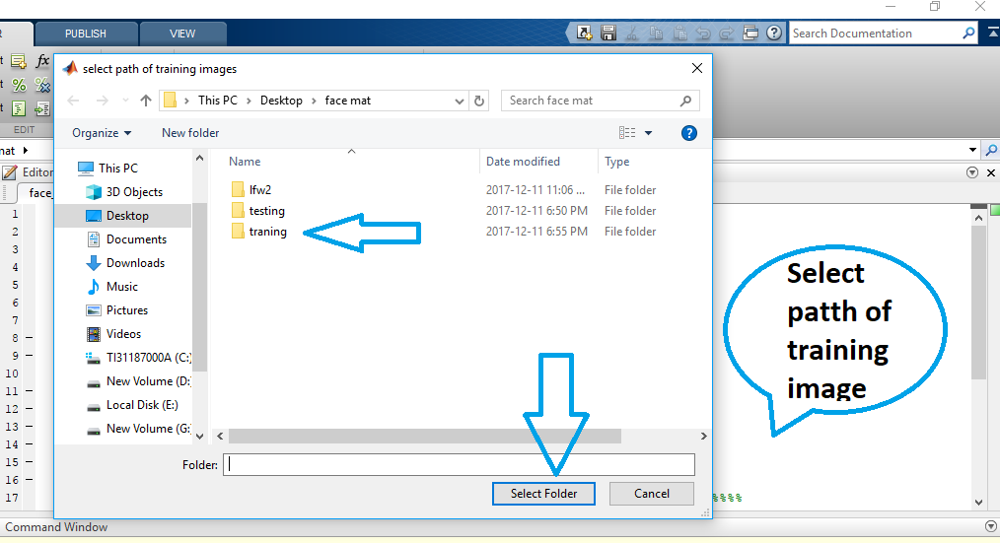 PUBLISH VIEW
Search Documentation
select path of training images
fx
EDIT
This PC Desktop face mat
Search face mat
Organize New folder
Name Date modified Type
This PC
3D Objects
Desktop
Documents
Downloads
Music
Pictures
Videos
TI31187000A (C:)
New Volume (D:
Local Disk (E:)
New Volume (G:
lfw2 2017-12-11 11:06 ... File folder
testing 2017-12-11 6:50 PM File folder
traning 2017-12-11 6:55 PM File folder
Editor
face_
1
2
3
4
5
6
7
8 –
9 –
10
11 –
12 –
13 –
14 –
15 –
16 –
17
%%%%
Select
patth of
training
image
Folder:
Select Folder Cancel
Command Window